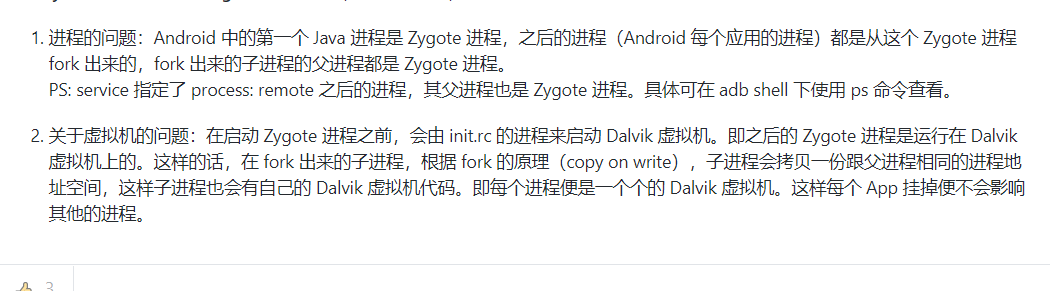 1. 进程的问题：Android 中的第一个 Java 进程是 Zygote 进程，之后的进程（Android 每个应用的进程）都是从这个 Zygote 进程
fork 出来的，fork 出来的子进程的父进程都是 Zygote 进程。
PS: service 指定了 process: remote 之后的进程，其父进程也是 Zygote 进程。具体可在 adb shell 下使用 ps 命令查看。
2. 关于虚拟机的问题：在启动 Zygote 进程之前，会由 init.rc 的进程来启动 Dalvik 虚拟机。即之后的 Zygote 进程是运行在 Dalvik
虚拟机上的。这样的话，在 fork 出来的子进程，根据 fork 的原理（copy on write），子进程会拷贝一份跟父进程相同的进程地
址空间，这样子进程也会有自己的 Dalvik 虚拟机代码。即每个进程便是一个个的 Dalvik 虚拟机。这样每个 App 挂掉便不会影响
其他的进程。
3